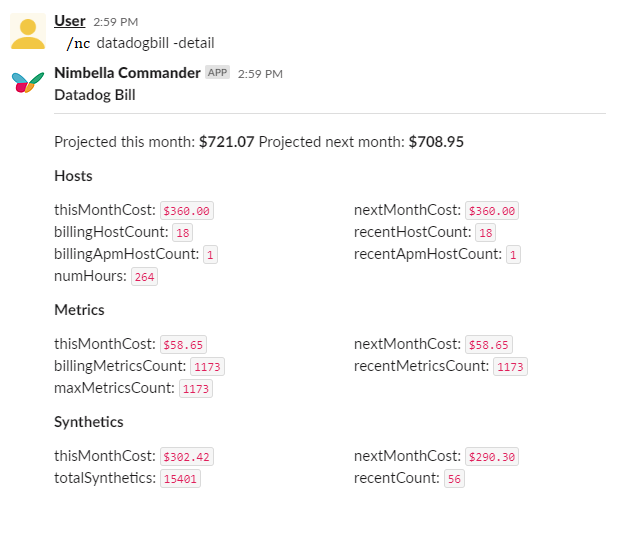 User 2:59 PM
/nc datadogbill -detail
Nimbella Commander APP 2:59 PM
Datadog Bill
Projected this month: $721.07 Projected next month: $708.95
Hosts
thisMonthCost: $360.00 nextMonthCost: $360.00
billingHostCount: 18 recentHostCount: 18
billingApmHostCount: 1 recentApmHostCount: 1
numHours: 264
Metrics
thisMonthCost: $58.65 nextMonthCost: $58.65
billingMetricsCount: 1173 recentMetricsCount: 1173
maxMetricsCount: 1173
Synthetics
thisMonthCost: $302.42 nextMonthCost: $290.30
totalSynthetics: 15401 recentCount: 56